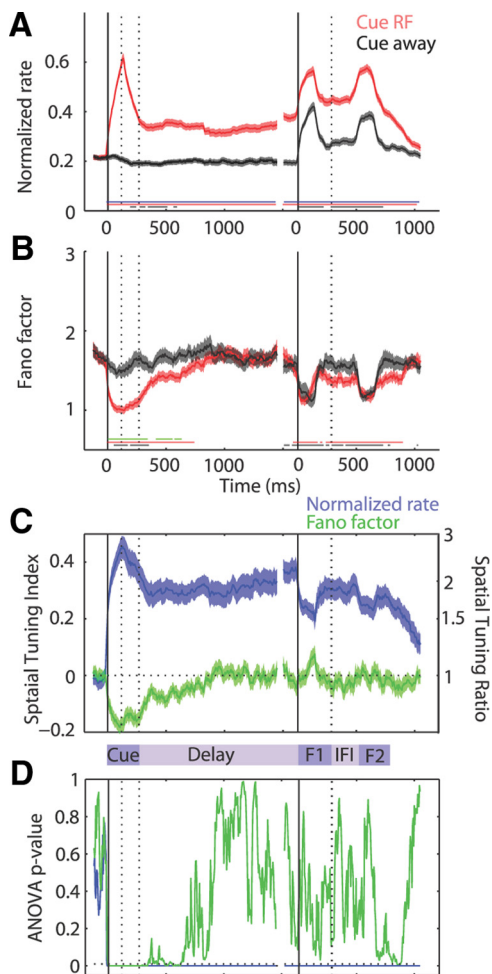 A
Cue RF
Cue away
Normalized rate
0.6
0.4
0.2
0
0 500 1000 0 500 1000
B
Fano factor
3
2
1
0 500 1000 0 500 1000
Time (ms)
Normalized rate
Fano factor
C
Sptaial Tuning Index
0.4
0.2
0
−0.2
3
2
1.5
1
Spatial Tuning Ratio
Cue Delay F1 IFI F2
D
ANOVA p-value
1
0.8
0.6
0.4
0.2
0